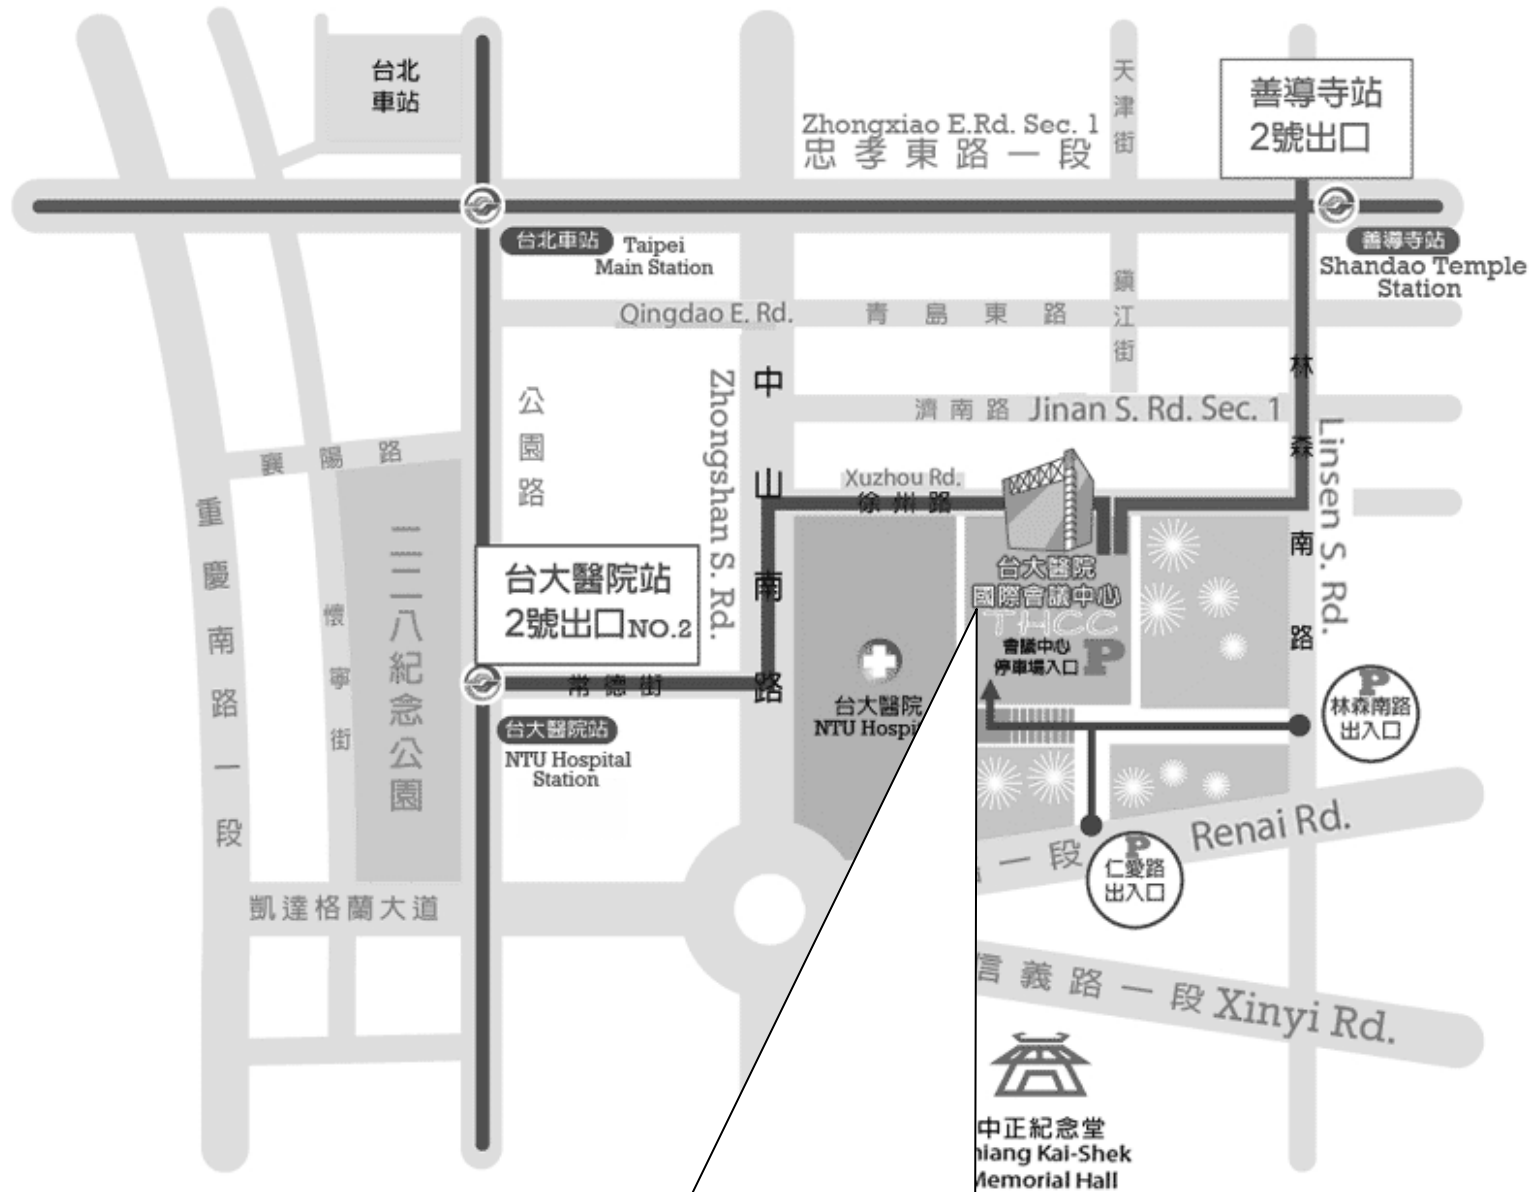 台北
車站
天津街
善導寺站
2號出口
Zhongxiao E.Rd. Sec. 1
忠孝東路一段
台北車站
Taipei
Main Station
善導寺站
Shandao Temple
Station
Qingdao E. Rd.
青島東路
鎮江街
公園路
Zhongshan S. Rd.
中山南路
濟南路 Jinan S. Rd. Sec. 1
林森南路
Linsen S. Rd.
襄陽路
Xuzhou Rd.
徐州路
重慶南路一段
懷寧街
二二八紀念公園
台大醫院站
2號出口NO.2
常德街
台大醫院站
NTU Hospital
Station
台大醫院
國際會議中心
THCC
會議中心
停車場入口
P
台大醫院
NTU
P
林森南路
出入口
一段
Renai Rd.
P
仁愛路
出入口
凱達格蘭大道
信義路一段 Xinyi Rd.
中正紀念堂
Kai-Shek
Hall